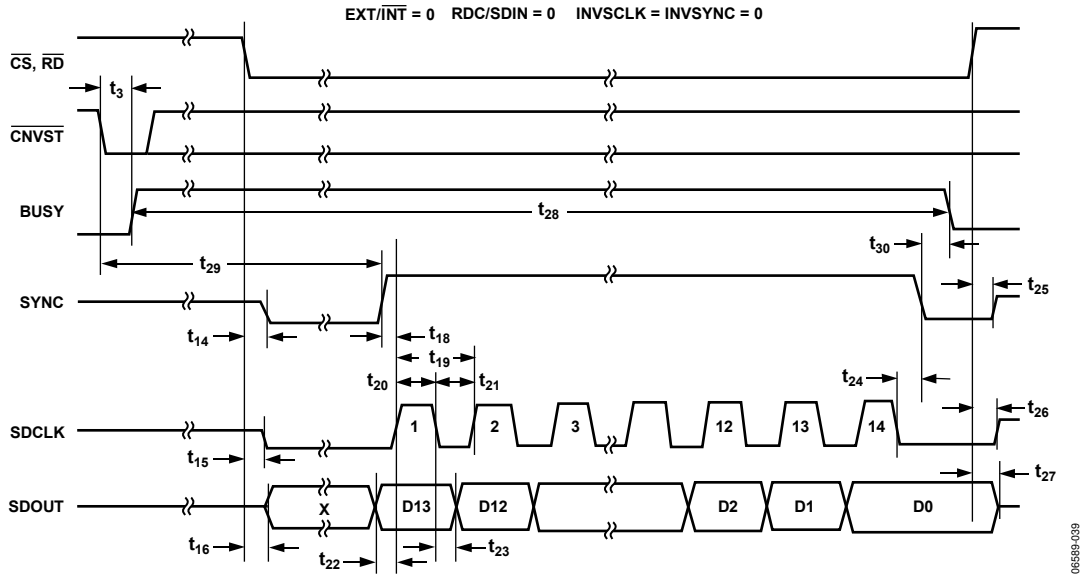 EXT/INT = 0 RDC/SDIN = 0 INVSCLK = INVSYNC = 0
CS, RD
t3
CNVST
BUSY
t28
t30
t29
SYNC
t25
t14
t18
t19
t20
t21
t24
t26
SDCLK
1 2 3 12 13 14
t15
t27
SDOUT
X D13 D12 D2 D1 D0
t16
t22
t23
06589-039